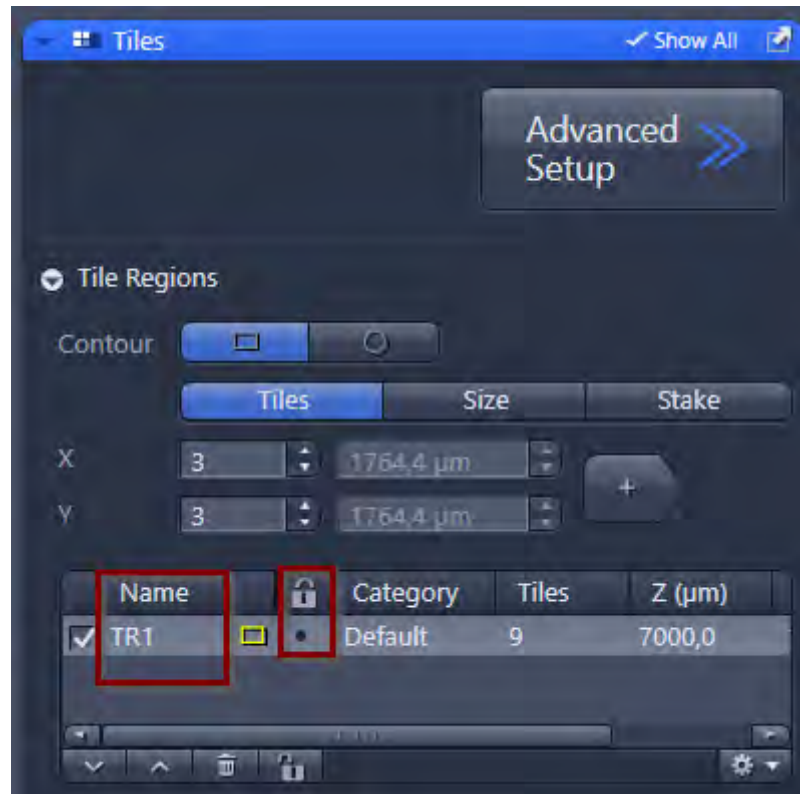 Tiles Show All
Advanced
Setup
Tile Regions
Contour
Tiles Size Stake
X 3 1764,4 µm
+
Y 3 1764,4 µm
Name Category Tiles Z (µm)
TR1 Default 9 7000,0